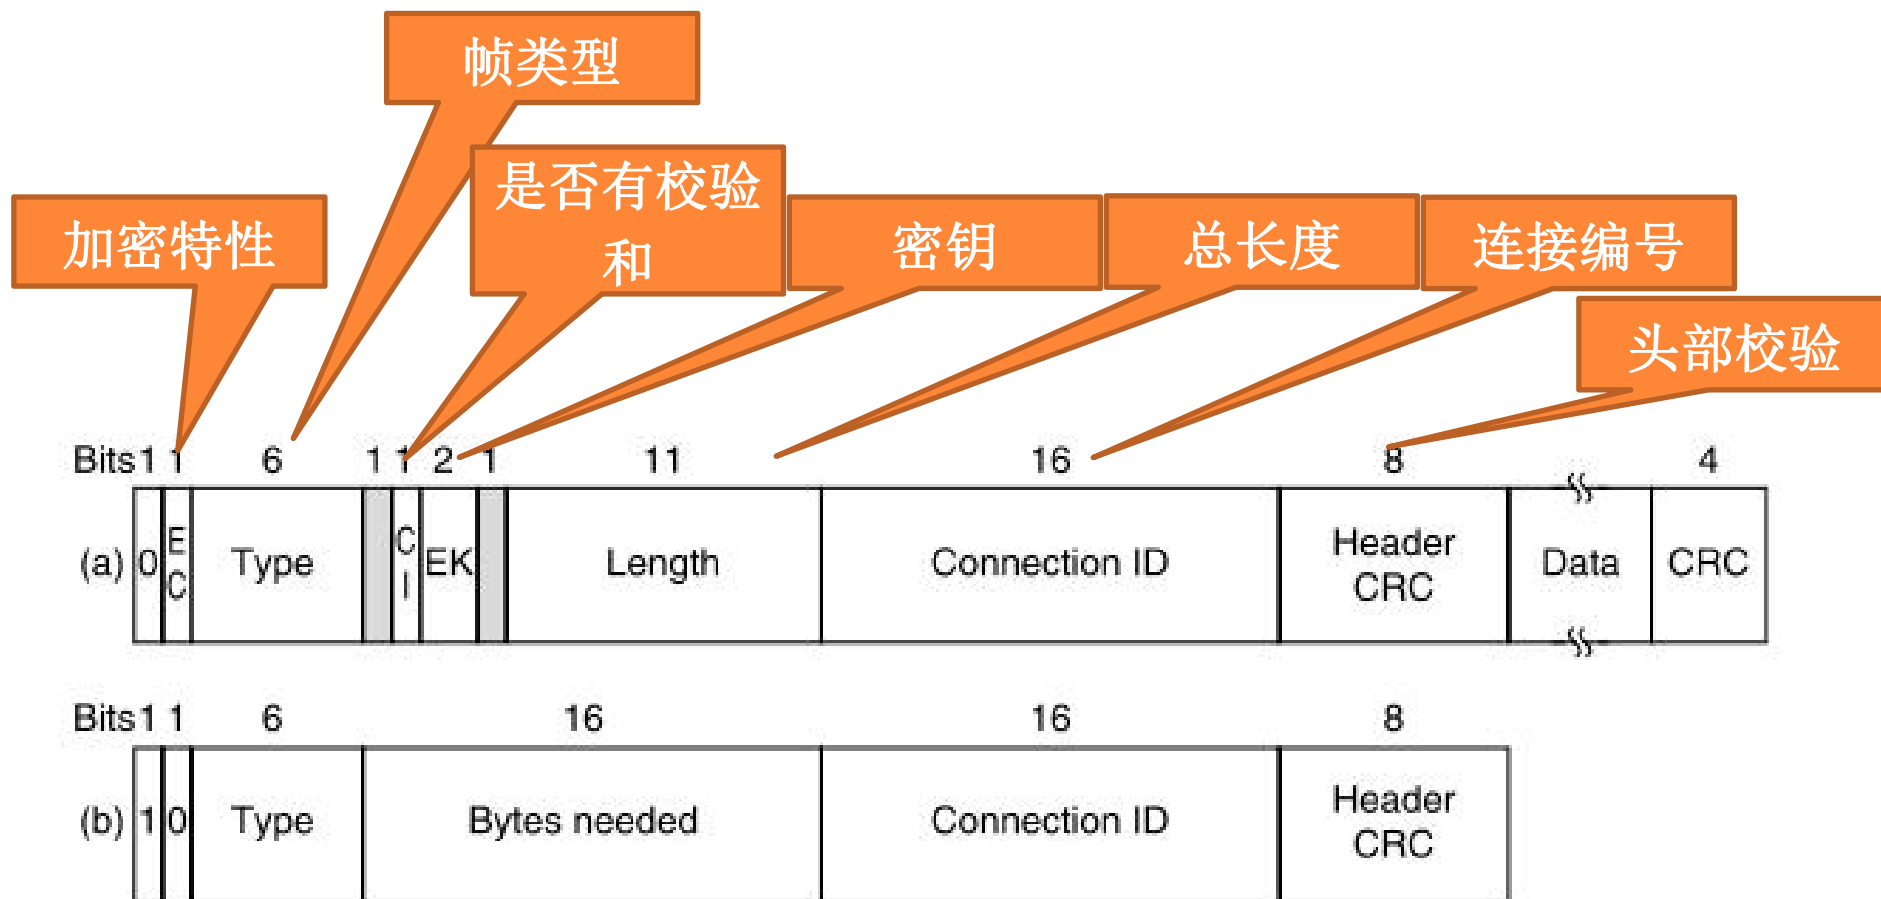 帧类型
是否有校验
和
加密特性
密钥
总长度
连接编号
头部校验
Bits 1 1 6 1 1 2 1 11 16 8 4
(a) 0 EC Type CI EK Length Connection ID Header CRC Data CRC
Bits 1 1 6 16 16 8
(b) 1 0 Type Bytes needed Connection ID Header CRC